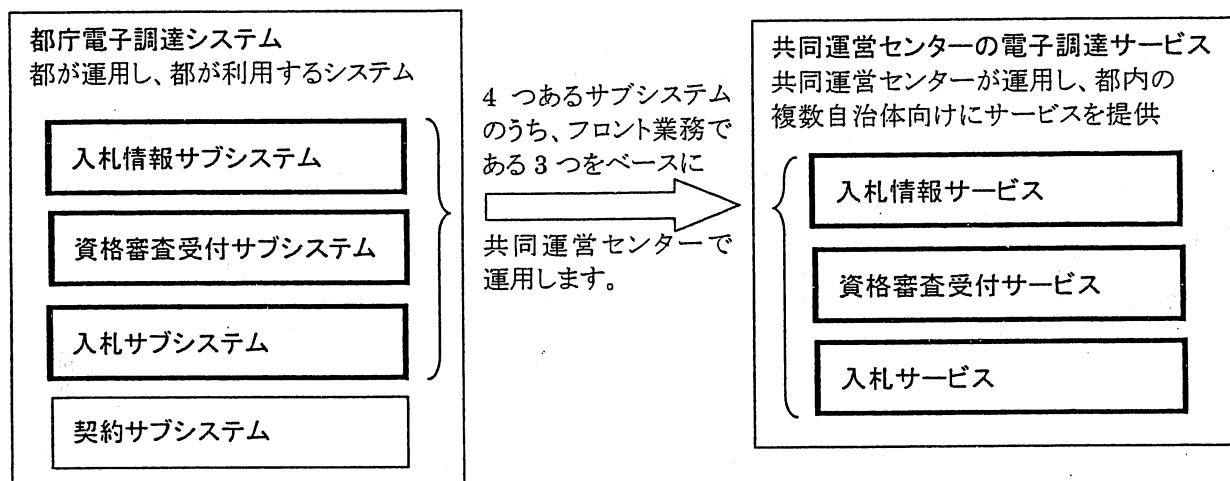 都庁電子調達システム
都が運用し、都が利用するシステム
入札情報サブシステム
資格審査受付サブシステム
入札サブシステム
契約サブシステム
4 つあるサブシステム
のうち、フロント業務で
ある 3 つをベースに
共同運営センターで
運用します。
共同運営センターの電子調達サービス
共同運営センターが運用し、都内の
複数自治体向けにサービスを提供
入札情報サービス
資格審査受付サービス
入札サービス